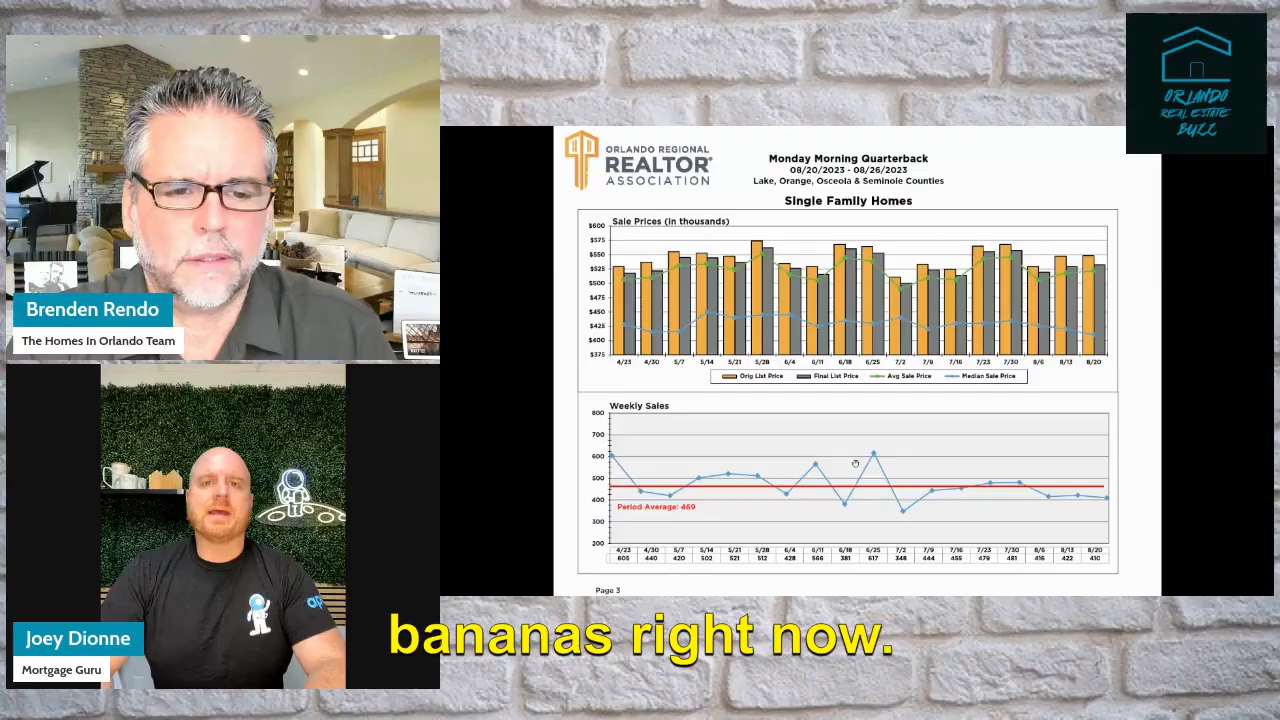 ORLANDO
REAL ESTATE
BUZZ
Brenden Rendo
The Homes In Orlando Team
Joey Dionne
Mortgage Guru
ORLANDO REGIONAL
REALTOR®
ASSOCIATION
Monday Morning Quarterback
08/20/2023 - 08/26/2023
Lake, Orange, Osceola & Seminole Counties
Single Family Homes
Sale Prices (in thousands)
$600
$575
$550
$525
$500
$475
$450
$425
$400
$375
4/23 4/30 5/7 5/14 5/21 5/28 6/4 6/11 6/18 6/25 7/2 7/9 7/16 7/23 7/30 8/6 8/13 8/20
Orig List Price Final List Price Avg Sale Price Median Sale Price
Weekly Sales
800
700
600
500
400
300
200
Period Average: 469
4/23 4/30 5/7 5/14 5/21 5/28 6/4 6/11 6/18 6/25 7/2 7/9 7/16 7/23 7/30 8/6 8/13 8/20
605 440 420 502 521 512 428 566 381 617 348 444 455 479 481 416 422 410
Page 3
bananas right now.